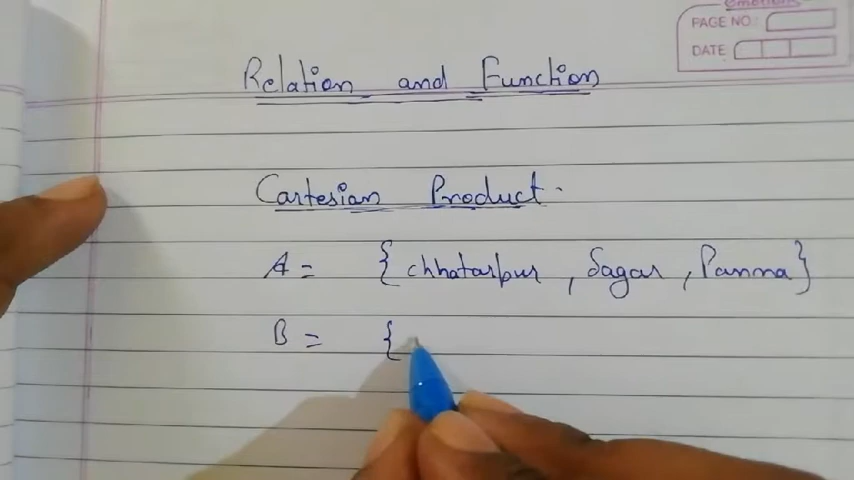 PAGE NO:
DATE
Relation and Function
Cartesian Product.
A = { chhatarpur , Sagar , Panna }
B = {